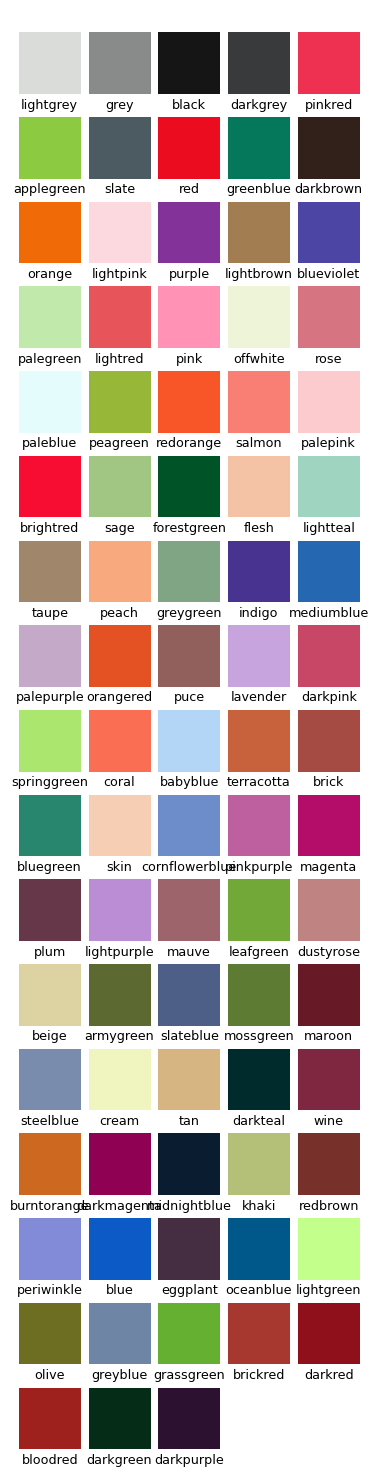 lightgrey grey black darkgrey pinkred
applegreen slate red greenblue darkbrown
orange lightpink purple lightbrown blueviolet
palegreen lightred pink offwhite rose
paleblue peagreen redorange salmon palepink
brightred sage forestgreen flesh lightteal
taupe peach greygreen indigo mediumblue
palepurple orangered puce lavender darkpink
springgreen coral babyblue terracotta brick
bluegreen skin cornflowerblue pinkpurple magenta
plum lightpurple mauve leafgreen dustyrose
beige armygreen slateblue mossgreen maroon
steelblue cream tan darkteal wine
burntorange darkmagenta midnightblue khaki redbrown
periwinkle blue eggplant oceanblue lightgreen
olive greyblue grassgreen brickred darkred
bloodred darkgreen darkpurple